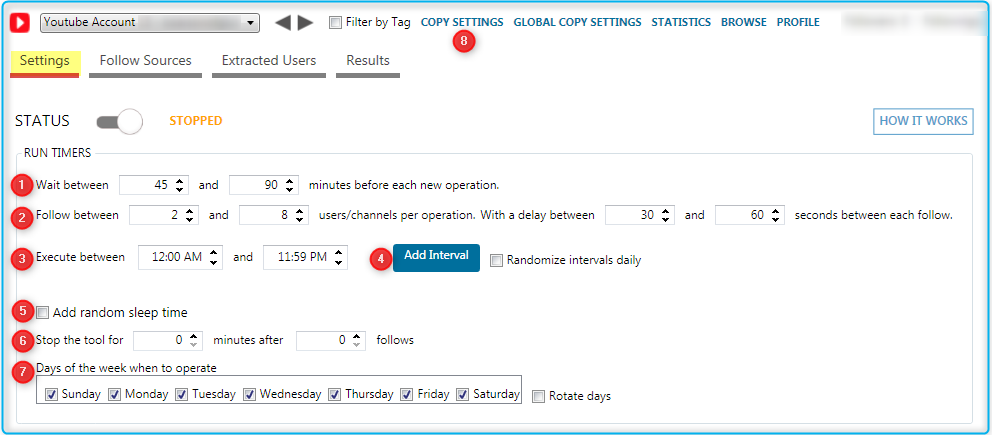 Youtube Account Filter by Tag COPY SETTINGS GLOBAL COPY SETTINGS STATISTICS BROWSE PROFILE
8
Settings Follow Sources Extracted Users Results
STATUS STOPPED HOW IT WORKS
RUN TIMERS
1 Wait between 45 and 90 minutes before each new operation.
2 Follow between 2 and 8 users/channels per operation. With a delay between 30 and 60 seconds between each follow.
3 Execute between 12:00 AM and 11:59 PM 4 Add Interval Randomize intervals daily
5 Add random sleep time
6 Stop the tool for 0 minutes after 0 follows
7 Days of the week when to operate
Sunday Monday Tuesday Wednesday Thursday Friday Saturday Rotate days